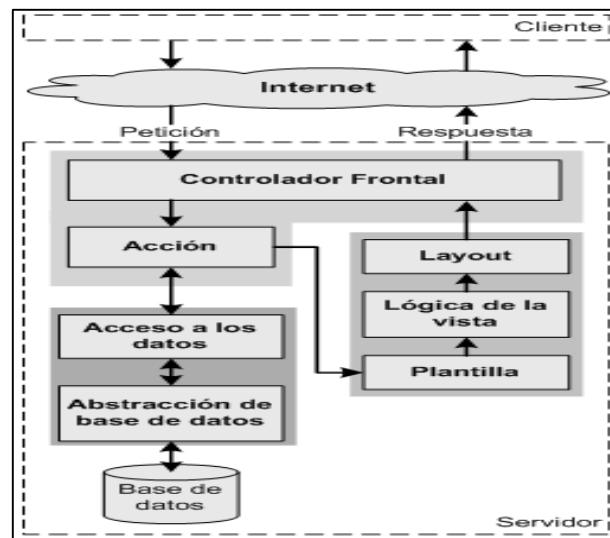 Cliente
Internet
Petición
Respuesta
Controlador Frontal
Acción
Layout
Lógica de la
vista
Plantilla
Acceso a los
datos
Abstracción de
base de datos
Base de
datos
Servidor